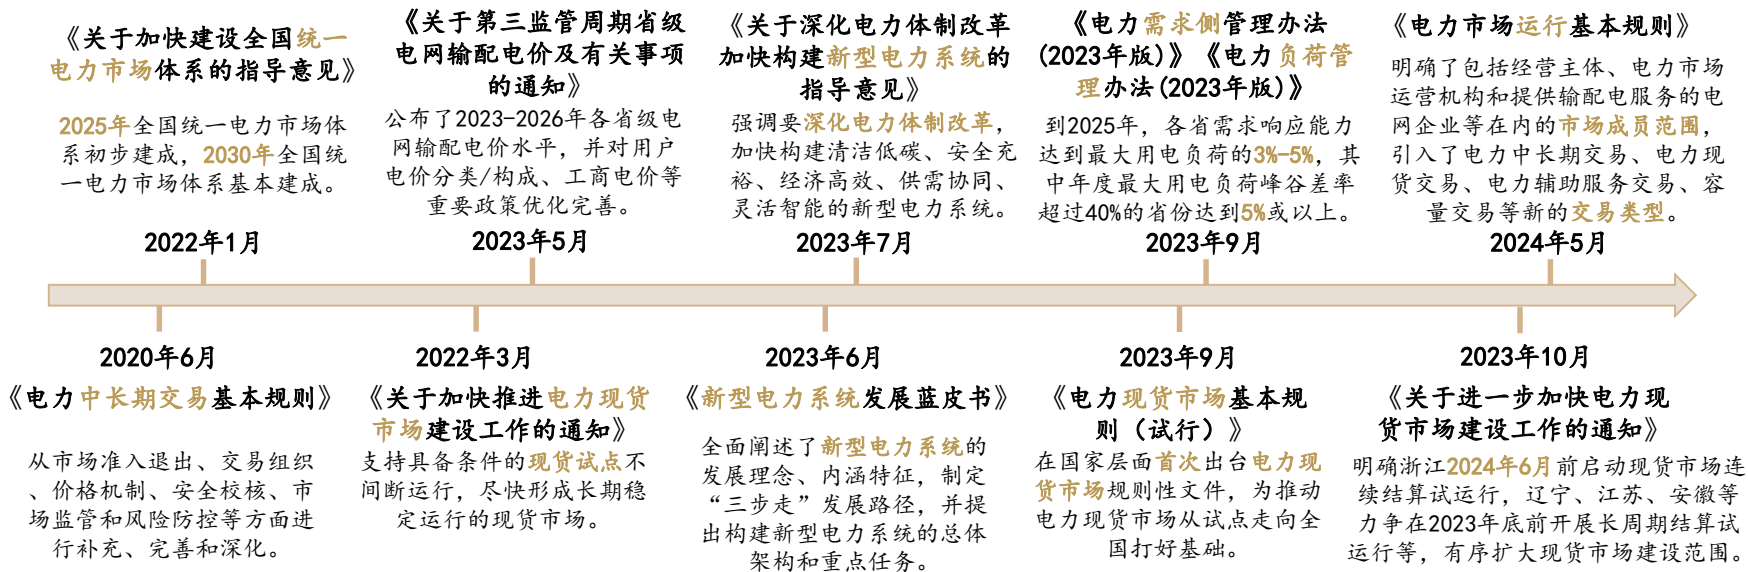 《关于加快建设全国统一
电力市场体系的指导意见》
2025年全国统一电力市场体
系初步建成，2030年全国统
一电力市场体系基本建成。
2022年1月
《关于第三监管周期省级
电网输配电价及有关事项
的通知》
公布了2023-2026年各省级电
网输配电价水平，并对用户
电价分类/构成、工商电价等
重要政策优化完善。
2023年5月
《关于深化电力体制改革
加快构建新型电力系统的
指导意见》
强调要深化电力体制改革，
加快构建清洁低碳、安全充
裕、经济高效、供需协同、
灵活智能的新型电力系统。
2023年7月
《电力需求侧管理办法
(2023年版)》《电力负荷管
理办法(2023年版)》
到2025年，各省需求响应能力
达到最大用电负荷的3%-5%，其
中年度最大用电负荷峰谷差率
超过40%的省份达到5%或以上。
2023年9月
《电力市场运行基本规则》
明确了包括经营主体、电力市场
运营机构和提供输配电服务的电
网企业等在内的市场成员范围，
引入了电力中长期交易、电力现
货交易、电力辅助服务交易、容
量交易等新的交易类型。
2024年5月
2020年6月
《电力中长期交易基本规则》
从市场准入退出、交易组织
、价格机制、安全校核、市
场监管和风险防控等方面进
行补充、完善和深化。
2022年3月
《关于加快推进电力现货
市场建设工作的通知》
支持具备条件的现货试点不
间断运行，尽快形成长期稳
定运行的现货市场。
2023年6月
《新型电力系统发展蓝皮书》
全面阐述了新型电力系统的
发展理念、内涵特征，制定
“三步走”发展路径，并提
出构建新型电力系统的总体
架构和重点任务。
2023年9月
《电力现货市场基本规
则（试行）》
在国家层面首次出台电力现
货市场规则性文件，为推动
电力现货市场从试点走向全
国打好基础。
2023年10月
《关于进一步加快电力现
货市场建设工作的通知》
明确浙江2024年6月前启动现货市场连
续结算试运行，辽宁、江苏、安徽等
力争在2023年底前开展长周期结算试
运行等，有序扩大现货市场建设范围。